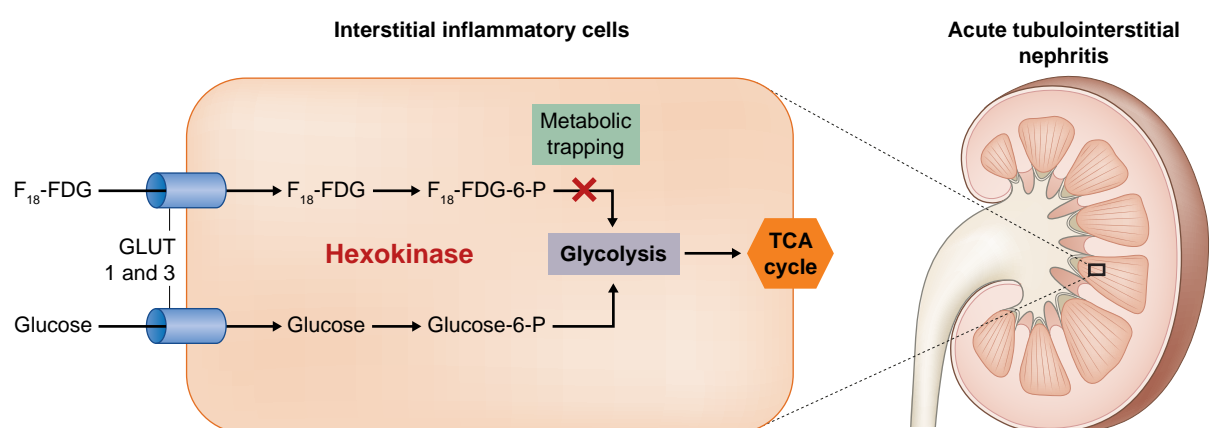 Interstitial inflammatory cells
Acute tubulointerstitial
nephritis
Metabolic
trapping
F18-FDG
F18-FDG
F18-FDG-6-P
GLUT
1 and 3
Hexokinase
Glycolysis
TCA
cycle
Glucose
Glucose
Glucose-6-P